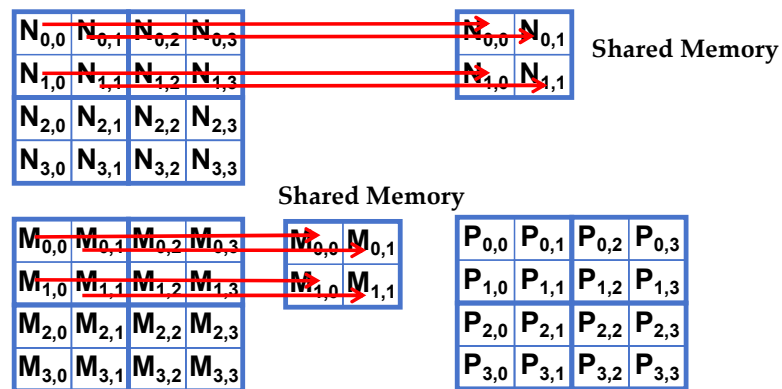 N0,0 N0,1 N0,2 N0,3
N1,0 N1,1 N1,2 N1,3
N2,0 N2,1 N2,2 N2,3
N3,0 N3,1 N3,2 N3,3
N0,0 N0,1
N1,0 N1,1
Shared Memory
Shared Memory
M0,0 M0,1 M0,2 M0,3
M1,0 M1,1 M1,2 M1,3
M2,0 M2,1 M2,2 M2,3
M3,0 M3,1 M3,2 M3,3
M0,0 M0,1
M1,0 M1,1
P0,0 P0,1 P0,2 P0,3
P1,0 P1,1 P1,2 P1,3
P2,0 P2,1 P2,2 P2,3
P3,0 P3,1 P3,2 P3,3